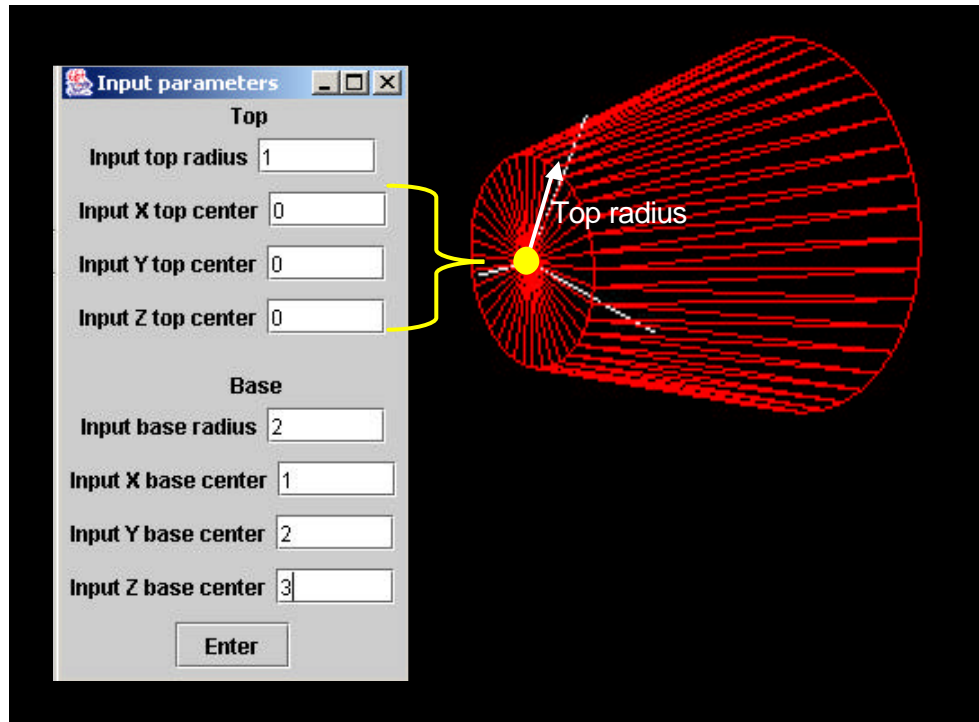 Input parameters
Top
Input top radius 1
Input X top center 0
Input Y top center 0
Input Z top center 0
Base
Input base radius 2
Input X base center 1
Input Y base center 2
Input Z base center 3
Enter
Top radius